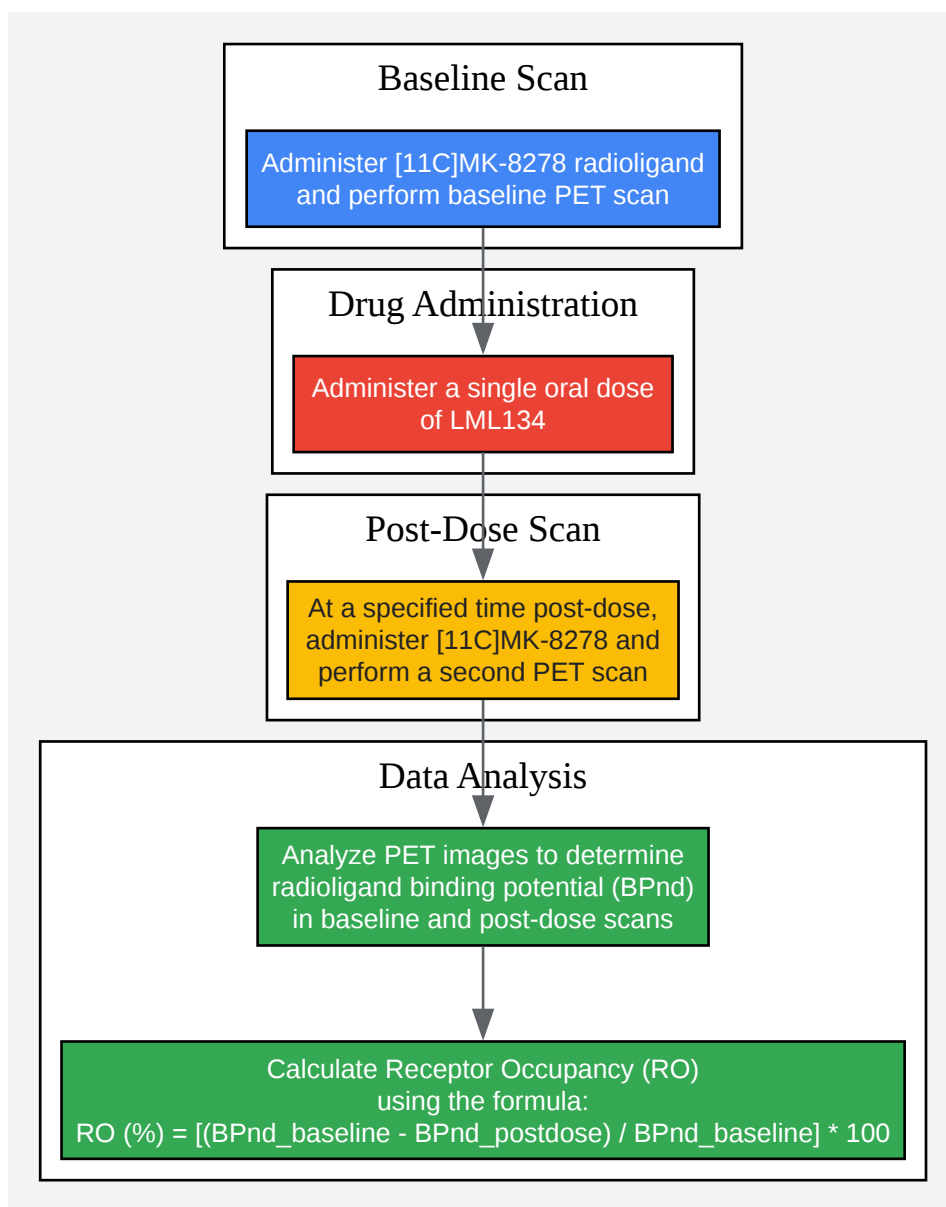 Baseline Scan
Administer [11C]MK-8278 radioligand
and perform baseline PET scan
Drug Administration
Administer a single oral dose
of LML134
Post-Dose Scan
At a specified time post-dose,
administer [11C]MK-8278 and
perform a second PET scan
Data Analysis
Analyze PET images to determine
radioligand binding potential (BPnd)
in baseline and post-dose scans
Calculate Receptor Occupancy (RO)
using the formula:
RO (%) = [(BPnd_baseline - BPnd_postdose) / BPnd_baseline] * 100